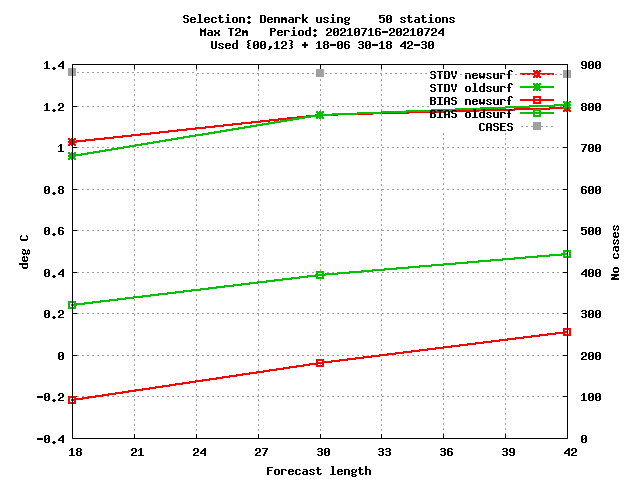 Selection: Denmark using    50 stations
Max T2m   Period: 20210716-20210724
Used {00,12} + 18-06 30-18 42-30
1.4
1.2
1
0.8
0.6
0.4
0.2
0
-0.2
-0.4
deg C
900
800
700
600
500
400
300
200
100
0
No cases
STDV newsurf
STDV oldsurf
BIAS newsurf
BIAS oldsurf
CASES
18 21 24 27 30 33 36 39 42
Forecast length